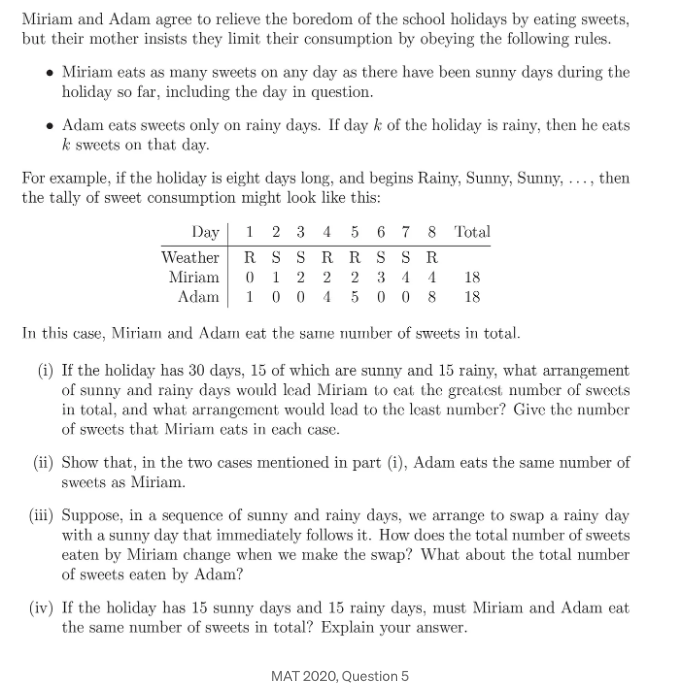 Miriam and Adam agree to relieve the boredom of the school holidays by eating sweets,
but their mother insists they limit their consumption by obeying the following rules.
• Miriam eats as many sweets on any day as there have been sunny days during the
holiday so far, including the day in question.
• Adam eats sweets only on rainy days. If day k of the holiday is rainy, then he eats
k sweets on that day.
For example, if the holiday is eight days long, and begins Rainy, Sunny, Sunny, . . . , then
the tally of sweet consumption might look like this:
Day 1 2 3 4 5 6 7 8 Total
Weather R S S R R S S R
Miriam 0 1 2 2 2 3 4 4 18
Adam 1 0 0 4 5 0 0 8 18
In this case, Miriam and Adam eat the same number of sweets in total.
(i) If the holiday has 30 days, 15 of which are sunny and 15 rainy, what arrangement
of sunny and rainy days would lead Miriam to eat the greatest number of sweets
in total, and what arrangement would lead to the least number? Give the number
of sweets that Miriam eats in each case.
(ii) Show that, in the two cases mentioned in part (i), Adam eats the same number of
sweets as Miriam.
(iii) Suppose, in a sequence of sunny and rainy days, we arrange to swap a rainy day
with a sunny day that immediately follows it. How does the total number of sweets
eaten by Miriam change when we make the swap? What about the total number
of sweets eaten by Adam?
(iv) If the holiday has 15 sunny days and 15 rainy days, must Miriam and Adam eat
the same number of sweets in total? Explain your answer.
MAT 2020, Question 5